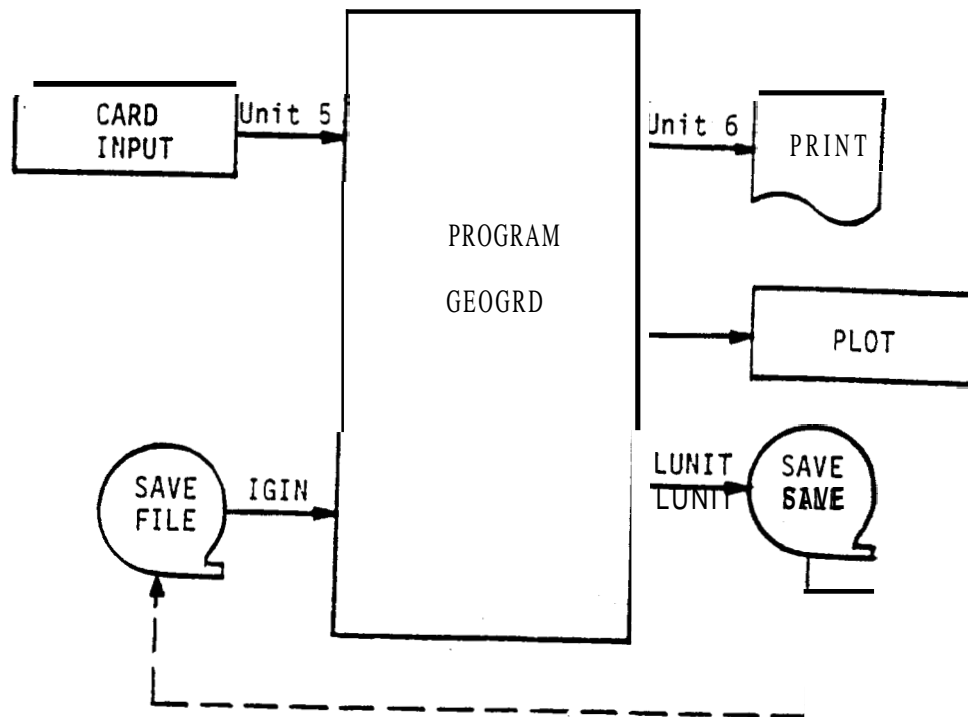 CARD
INPUT
Unit 5
Unit 6
PRINT
PROGRAM
GEOGRD
PLOT
SAVE
FILE
IGIN
LUNIT
LUNIT
SAVE